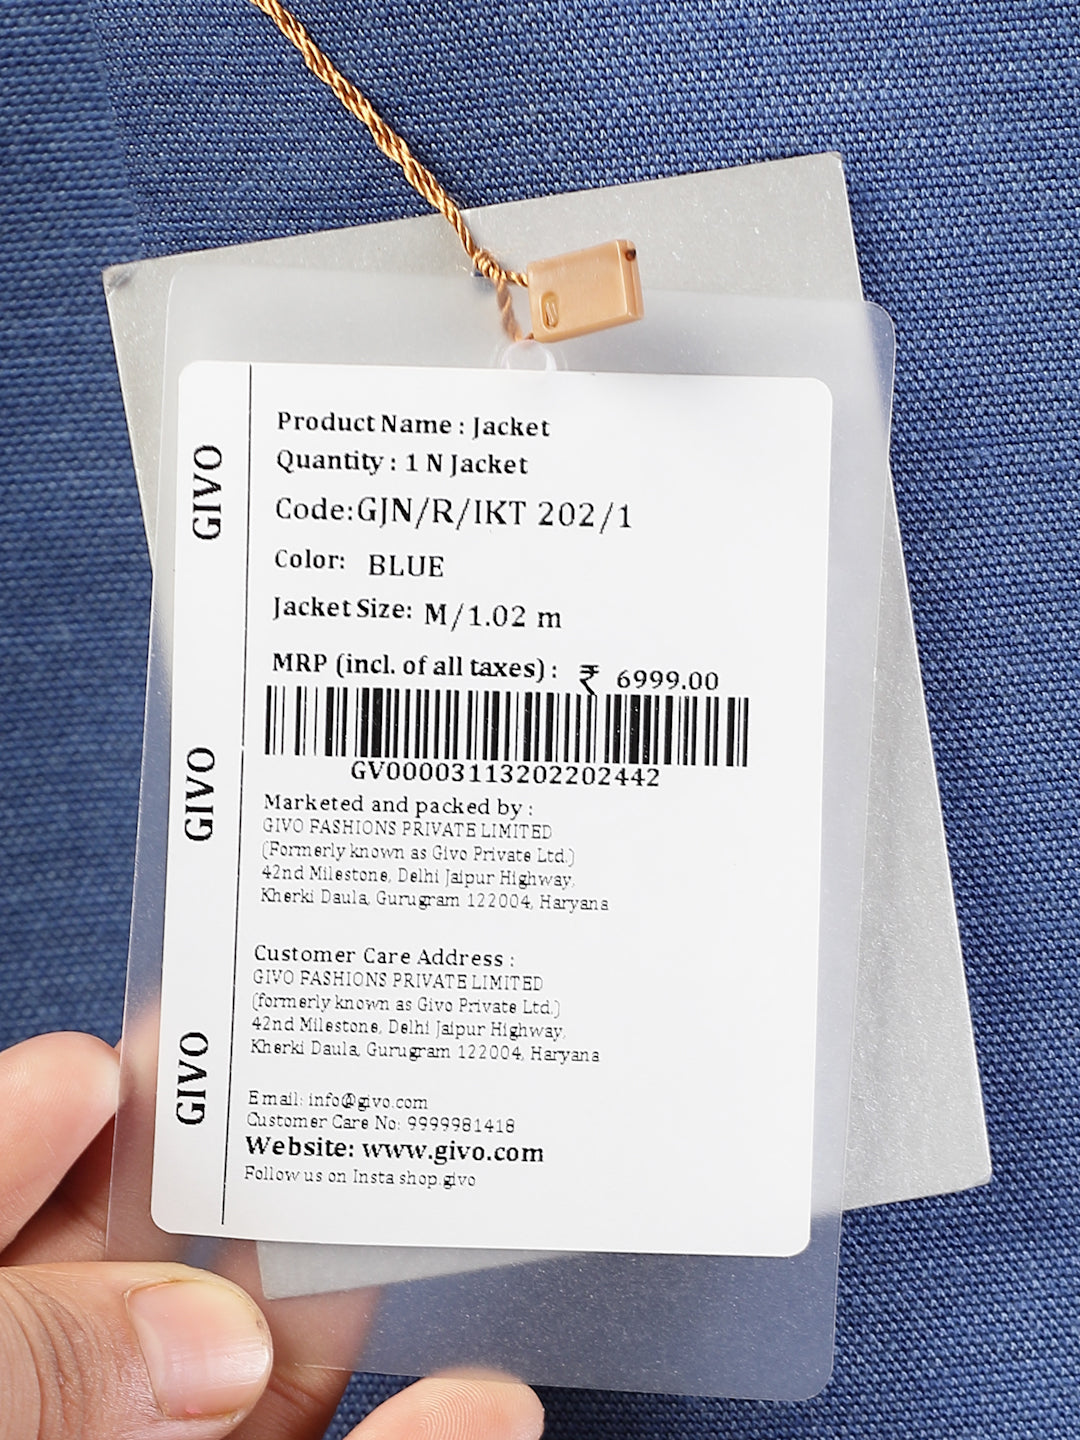 Product Name : Jacket
Quantity : 1 N Jacket
Code:GJN/R/IKT 202/1
Color: BLUE
Jacket Size: M/1.02 m
MRP (incl. of all taxes) : ₹ 6999.00
GV00003113202202442
Marketed and packed by :
GIVO FASHIONS PRIVATE LIMITED
(Formerly known as Givo Private Ltd.)
42nd Milestone, Delhi Jaipur Highway,
Kherki Daula, Gurugram 122004, Haryana
Customer Care Address :
GIVO FASHIONS PRIVATE LIMITED
(formerly known as Givo Private Ltd.)
42nd Milestone, Delhi Jaipur Highway,
Kherki Daula, Gurugram 122004, Haryana
Email: info@givo.com
Customer Care No: 9999981418
Website: www.givo.com
Follow us on Insta shop.givo
GIVO
GIVO
GIVO